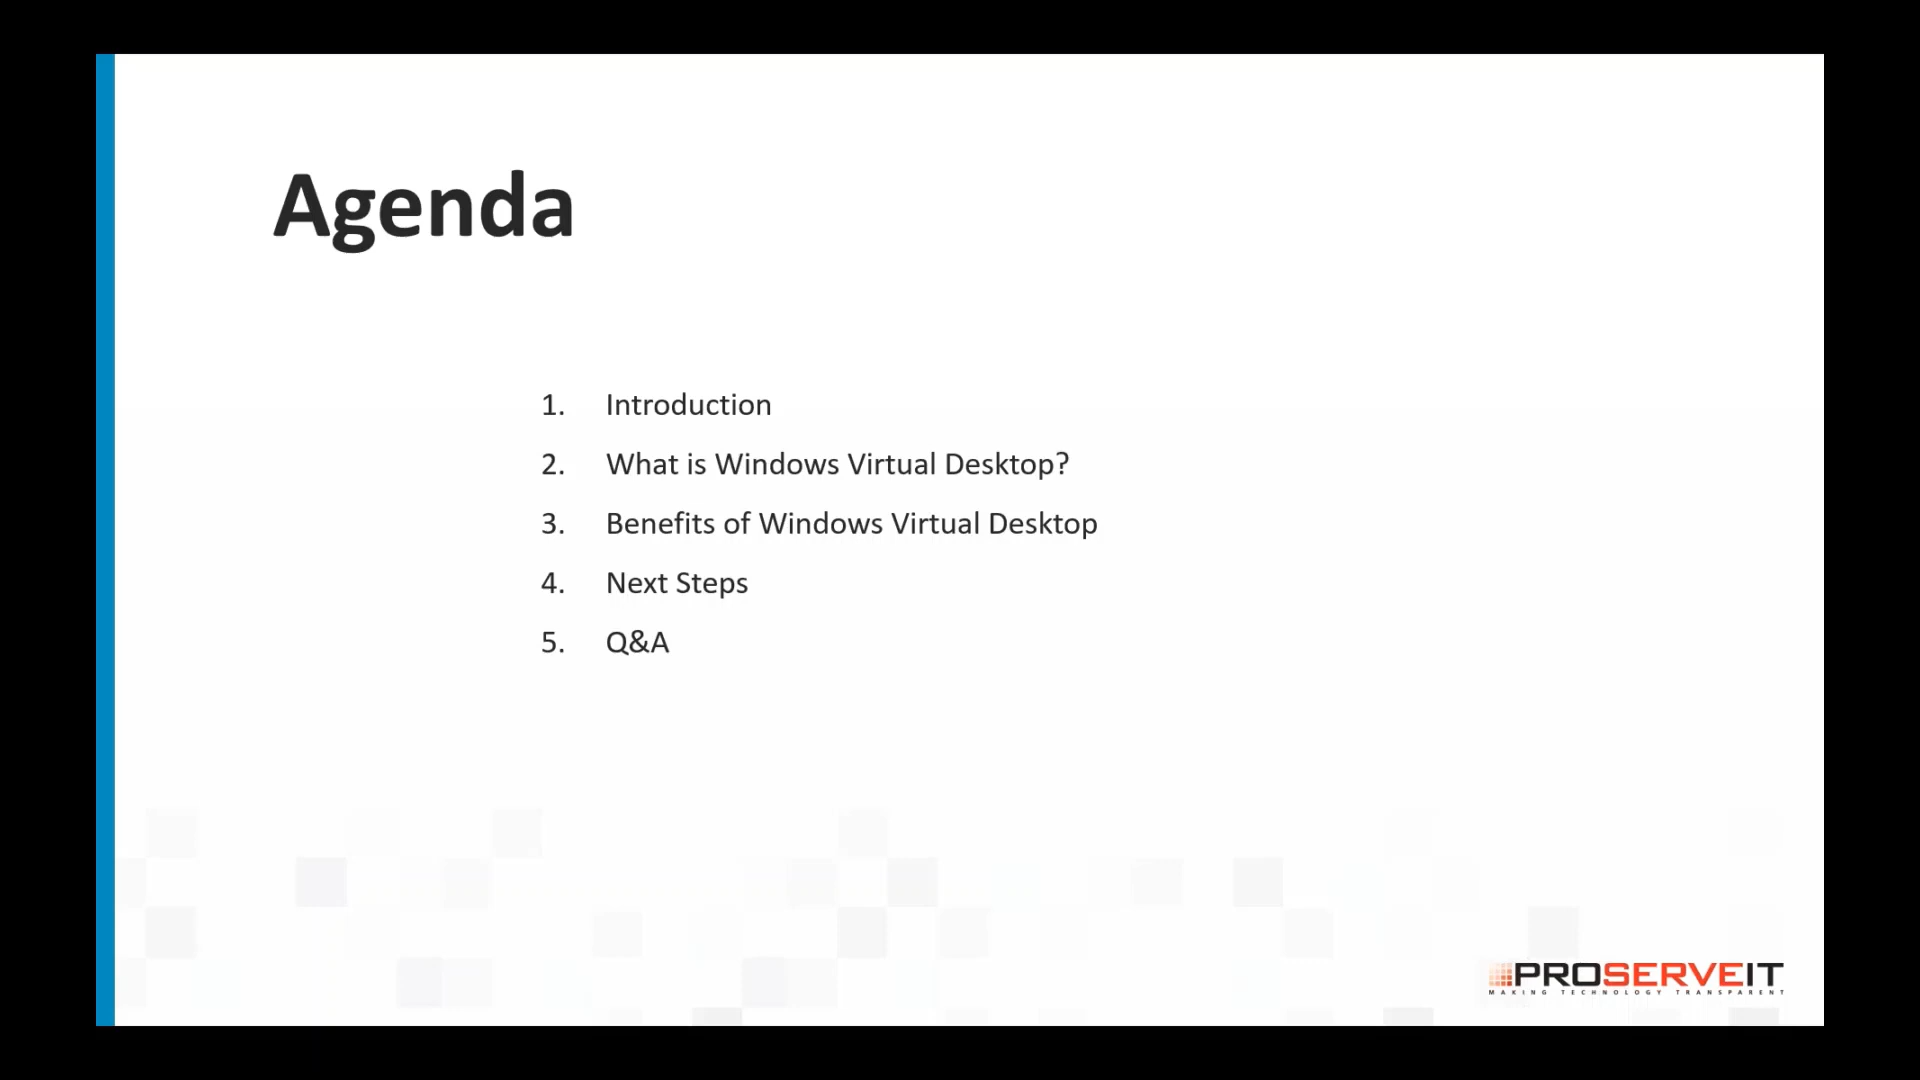 Agenda
1. Introduction
2. What is Windows Virtual Desktop?
3. Benefits of Windows Virtual Desktop
4. Next Steps
5. Q&A
PROSERVEIT
MAKING TECHNOLOGY TRANSPARENT